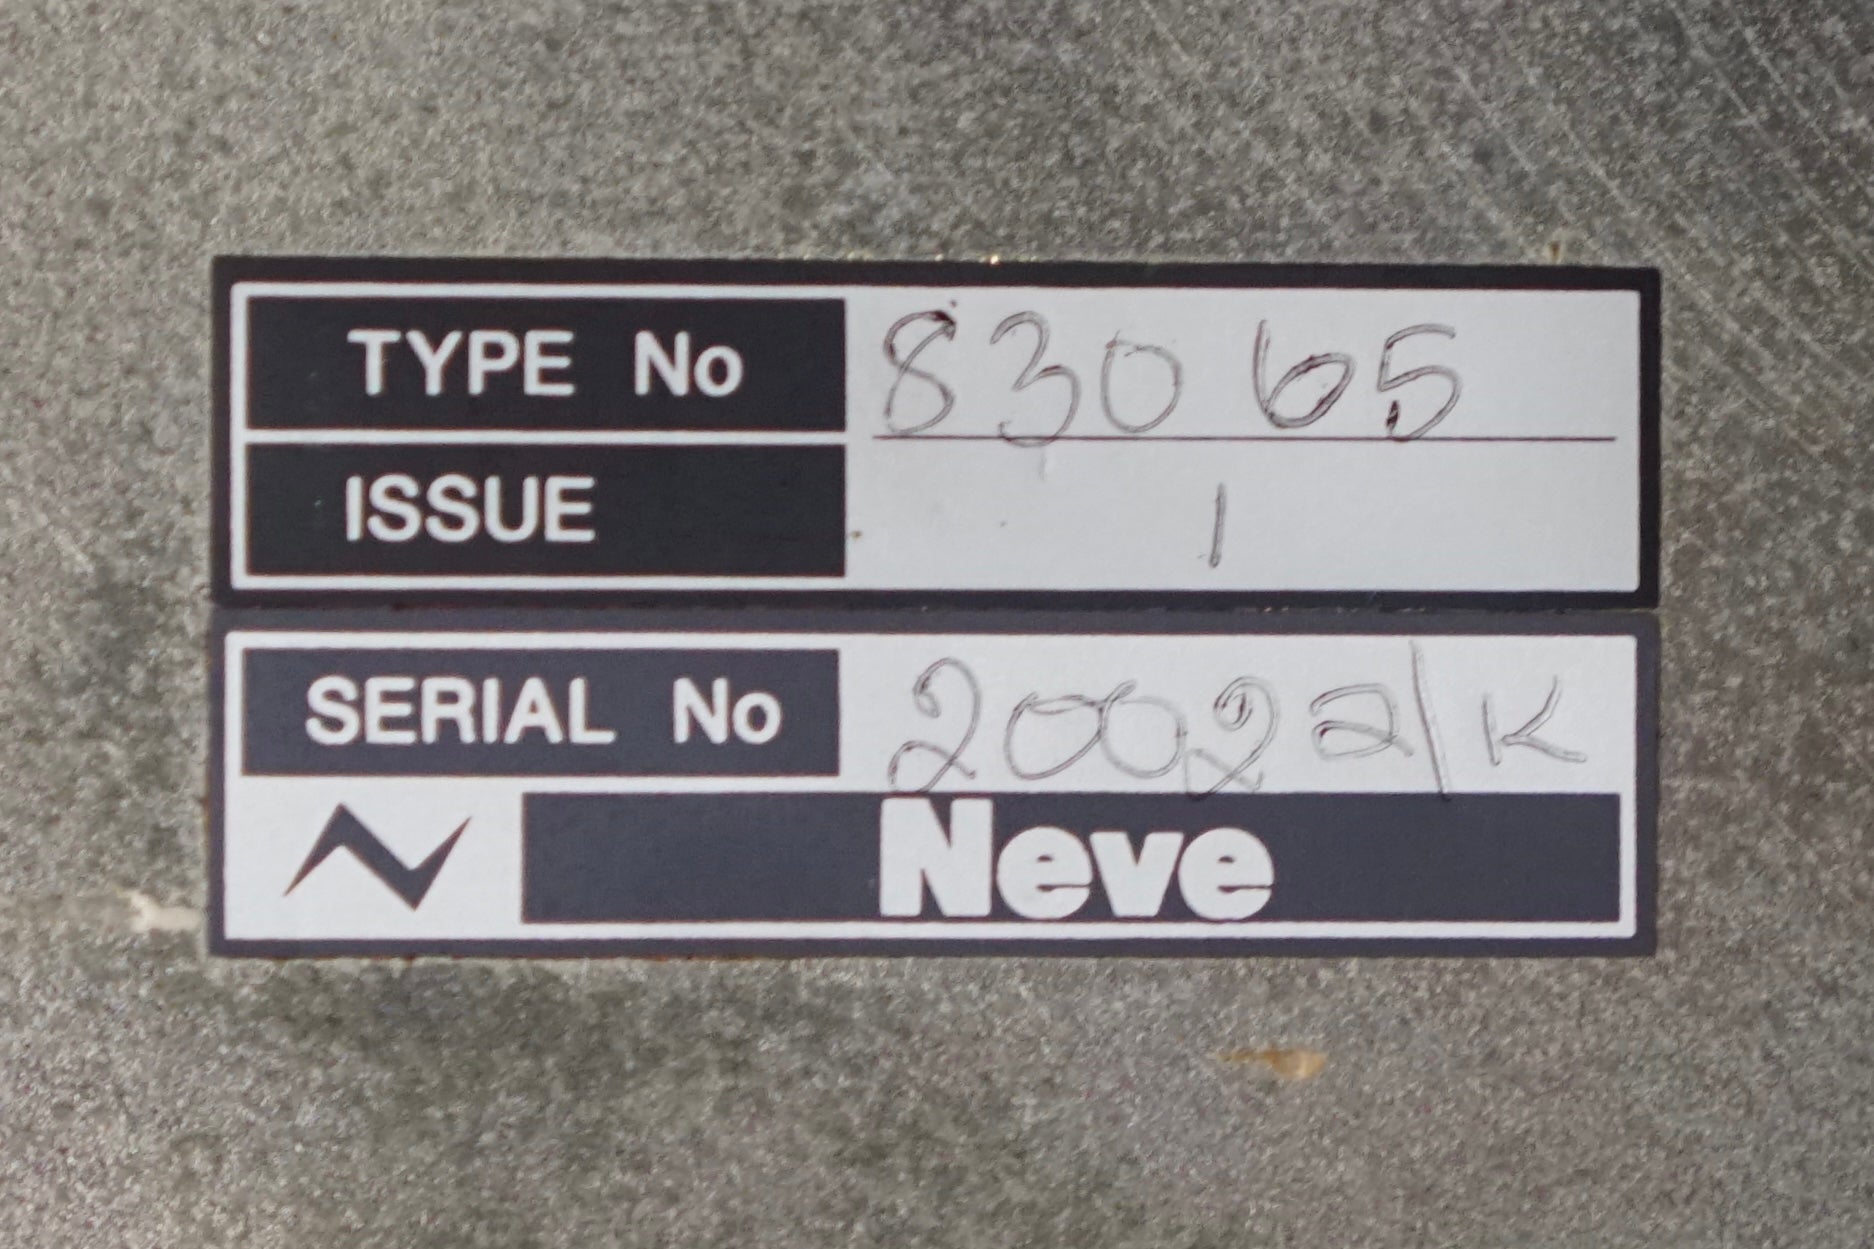 TYPE No 83065
ISSUE 1
SERIAL No 20022/K
Neve